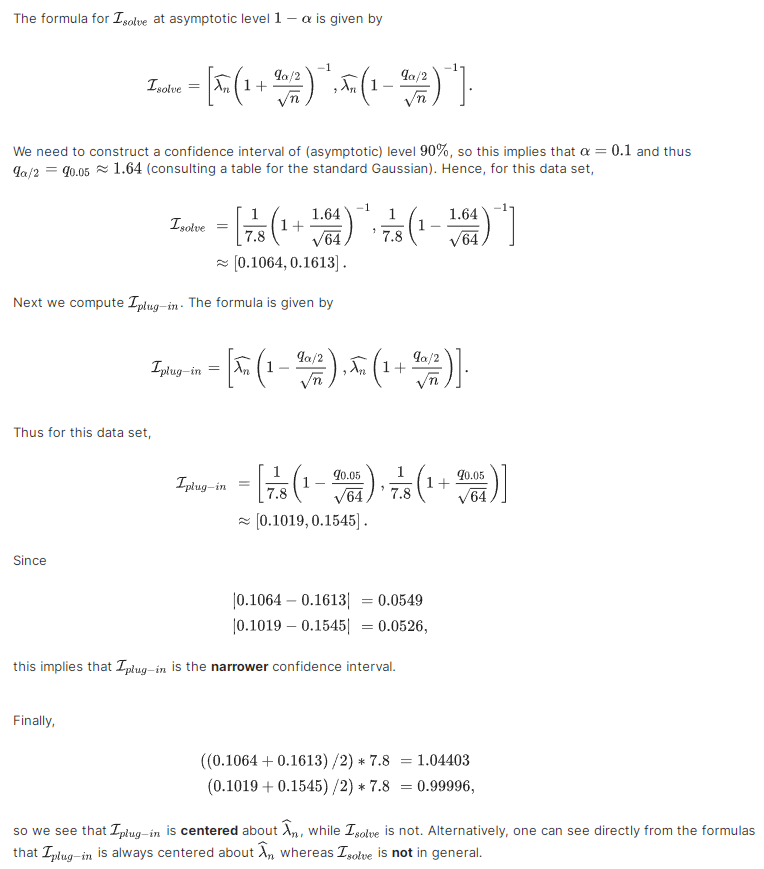 The formula for $\mathcal{I}_{solve}$ at asymptotic level $1 - \alpha$ is given by
$\mathcal{I}_{solve} = \left[ \widehat{\lambda_n} \left( 1 + \frac{q_{\alpha/2}}{\sqrt{n}} \right)^{-1}, \widehat{\lambda_n} \left( 1 - \frac{q_{\alpha/2}}{\sqrt{n}} \right)^{-1} \right].$
We need to construct a confidence interval of (asymptotic) level $90\%$, so this implies that $\alpha = 0.1$ and thus
$q_{\alpha/2} = q_{0.05} \approx 1.64$ (consulting a table for the standard Gaussian). Hence, for this data set,
$\mathcal{I}_{solve} = \left[ \frac{1}{7.8} \left( 1 + \frac{1.64}{\sqrt{64}} \right)^{-1}, \frac{1}{7.8} \left( 1 - \frac{1.64}{\sqrt{64}} \right)^{-1} \right]$
$\approx [0.1064, 0.1613].$
Next we compute $\mathcal{I}_{plug-in}$. The formula is given by
$\mathcal{I}_{plug-in} = \left[ \widehat{\lambda_n} \left( 1 - \frac{q_{\alpha/2}}{\sqrt{n}} \right), \widehat{\lambda_n} \left( 1 + \frac{q_{\alpha/2}}{\sqrt{n}} \right) \right].$
Thus for this data set,
$\mathcal{I}_{plug-in} = \left[ \frac{1}{7.8} \left( 1 - \frac{q_{0.05}}{\sqrt{64}} \right), \frac{1}{7.8} \left( 1 + \frac{q_{0.05}}{\sqrt{64}} \right) \right]$
$\approx [0.1019, 0.1545].$
Since
$|0.1064 - 0.1613| = 0.0549$
$|0.1019 - 0.1545| = 0.0526,$
this implies that $\mathcal{I}_{plug-in}$ is the narrower confidence interval.
Finally,
$((0.1064 + 0.1613) / 2) * 7.8 = 1.04403$
$(0.1019 + 0.1545) / 2) * 7.8 = 0.99996,$
so we see that $\mathcal{I}_{plug-in}$ is centered about $\widehat{\lambda}_n$, while $\mathcal{I}_{solve}$ is not. Alternatively, one can see directly from the formulas
that $\mathcal{I}_{plug-in}$ is always centered about $\widehat{\lambda}_n$ whereas $\mathcal{I}_{solve}$ is not in general.